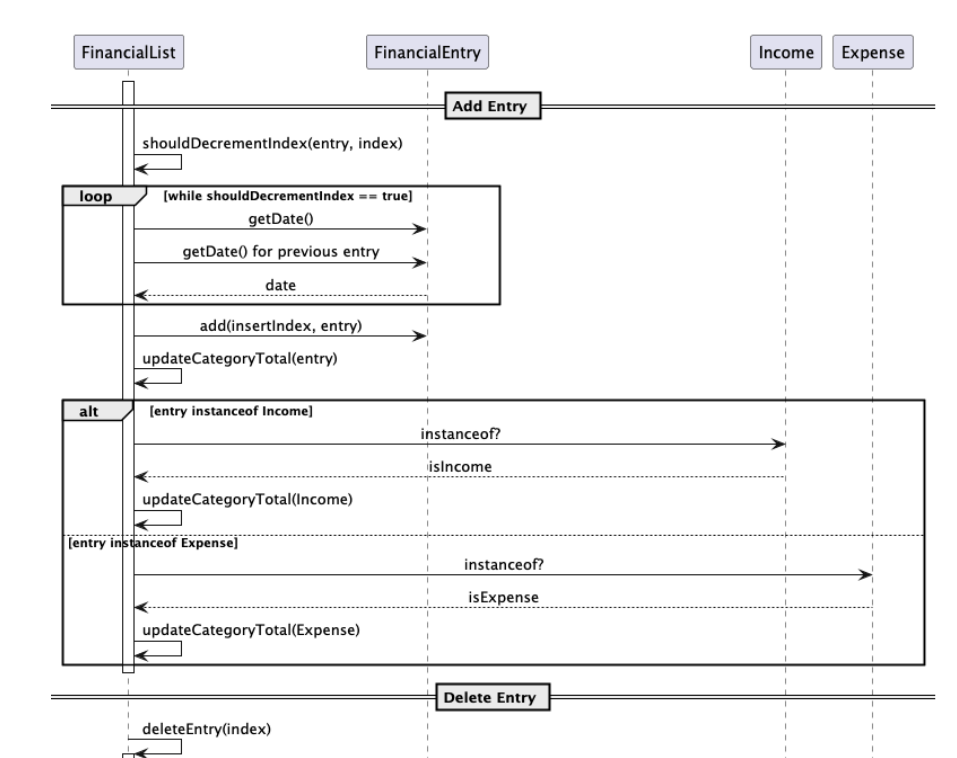 FinancialList FinancialEntry Income Expense
Add Entry
shouldDecrementIndex(entry, index)
loop [while shouldDecrementIndex == true]
getDate()
getDate() for previous entry
date
add(insertIndex, entry)
updateCategoryTotal(entry)
alt [entry instanceof Income]
instanceof?
isIncome
updateCategoryTotal(Income)
[entry instanceof Expense]
instanceof?
isExpense
updateCategoryTotal(Expense)
Delete Entry
deleteEntry(index)